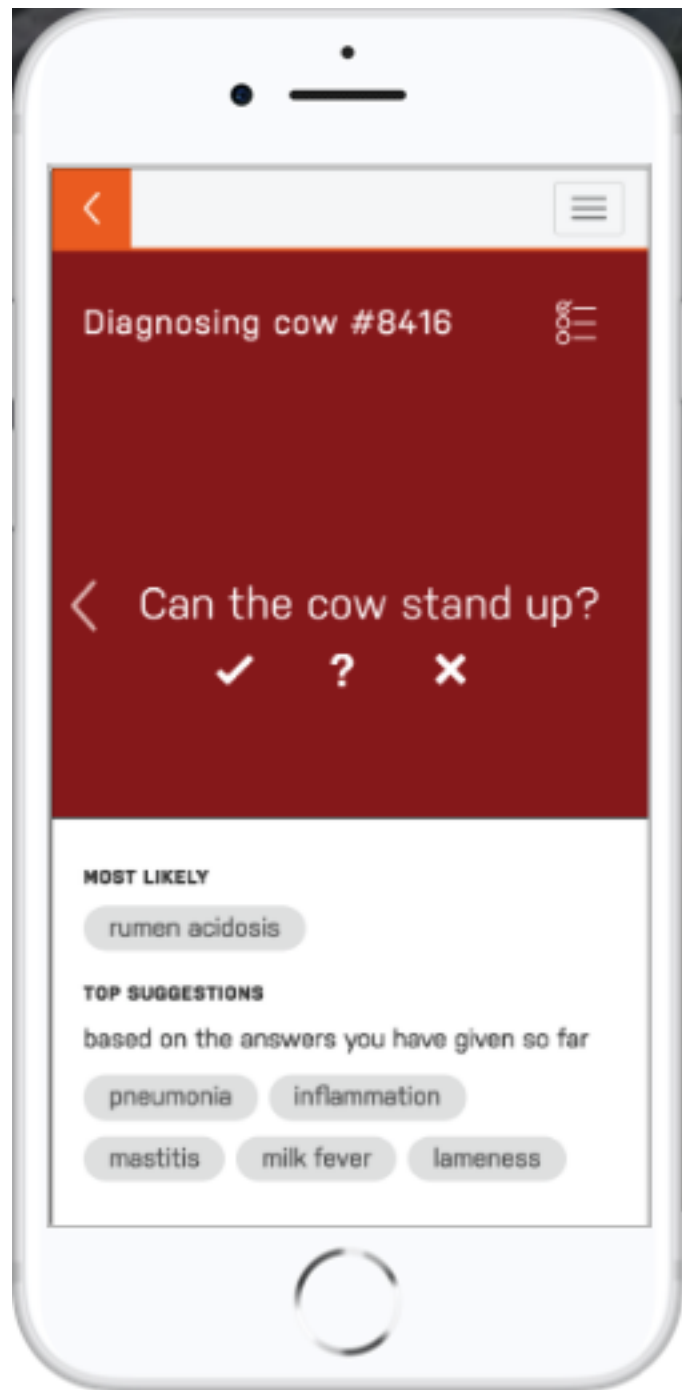 Diagnosing cow #8416
Can the cow stand up?
?
MOST LIKELY
rumen acidosis
TOP SUGGESTIONS
based on the answers you have given so far
pneumonia inflammation
mastitis milk fever lameness